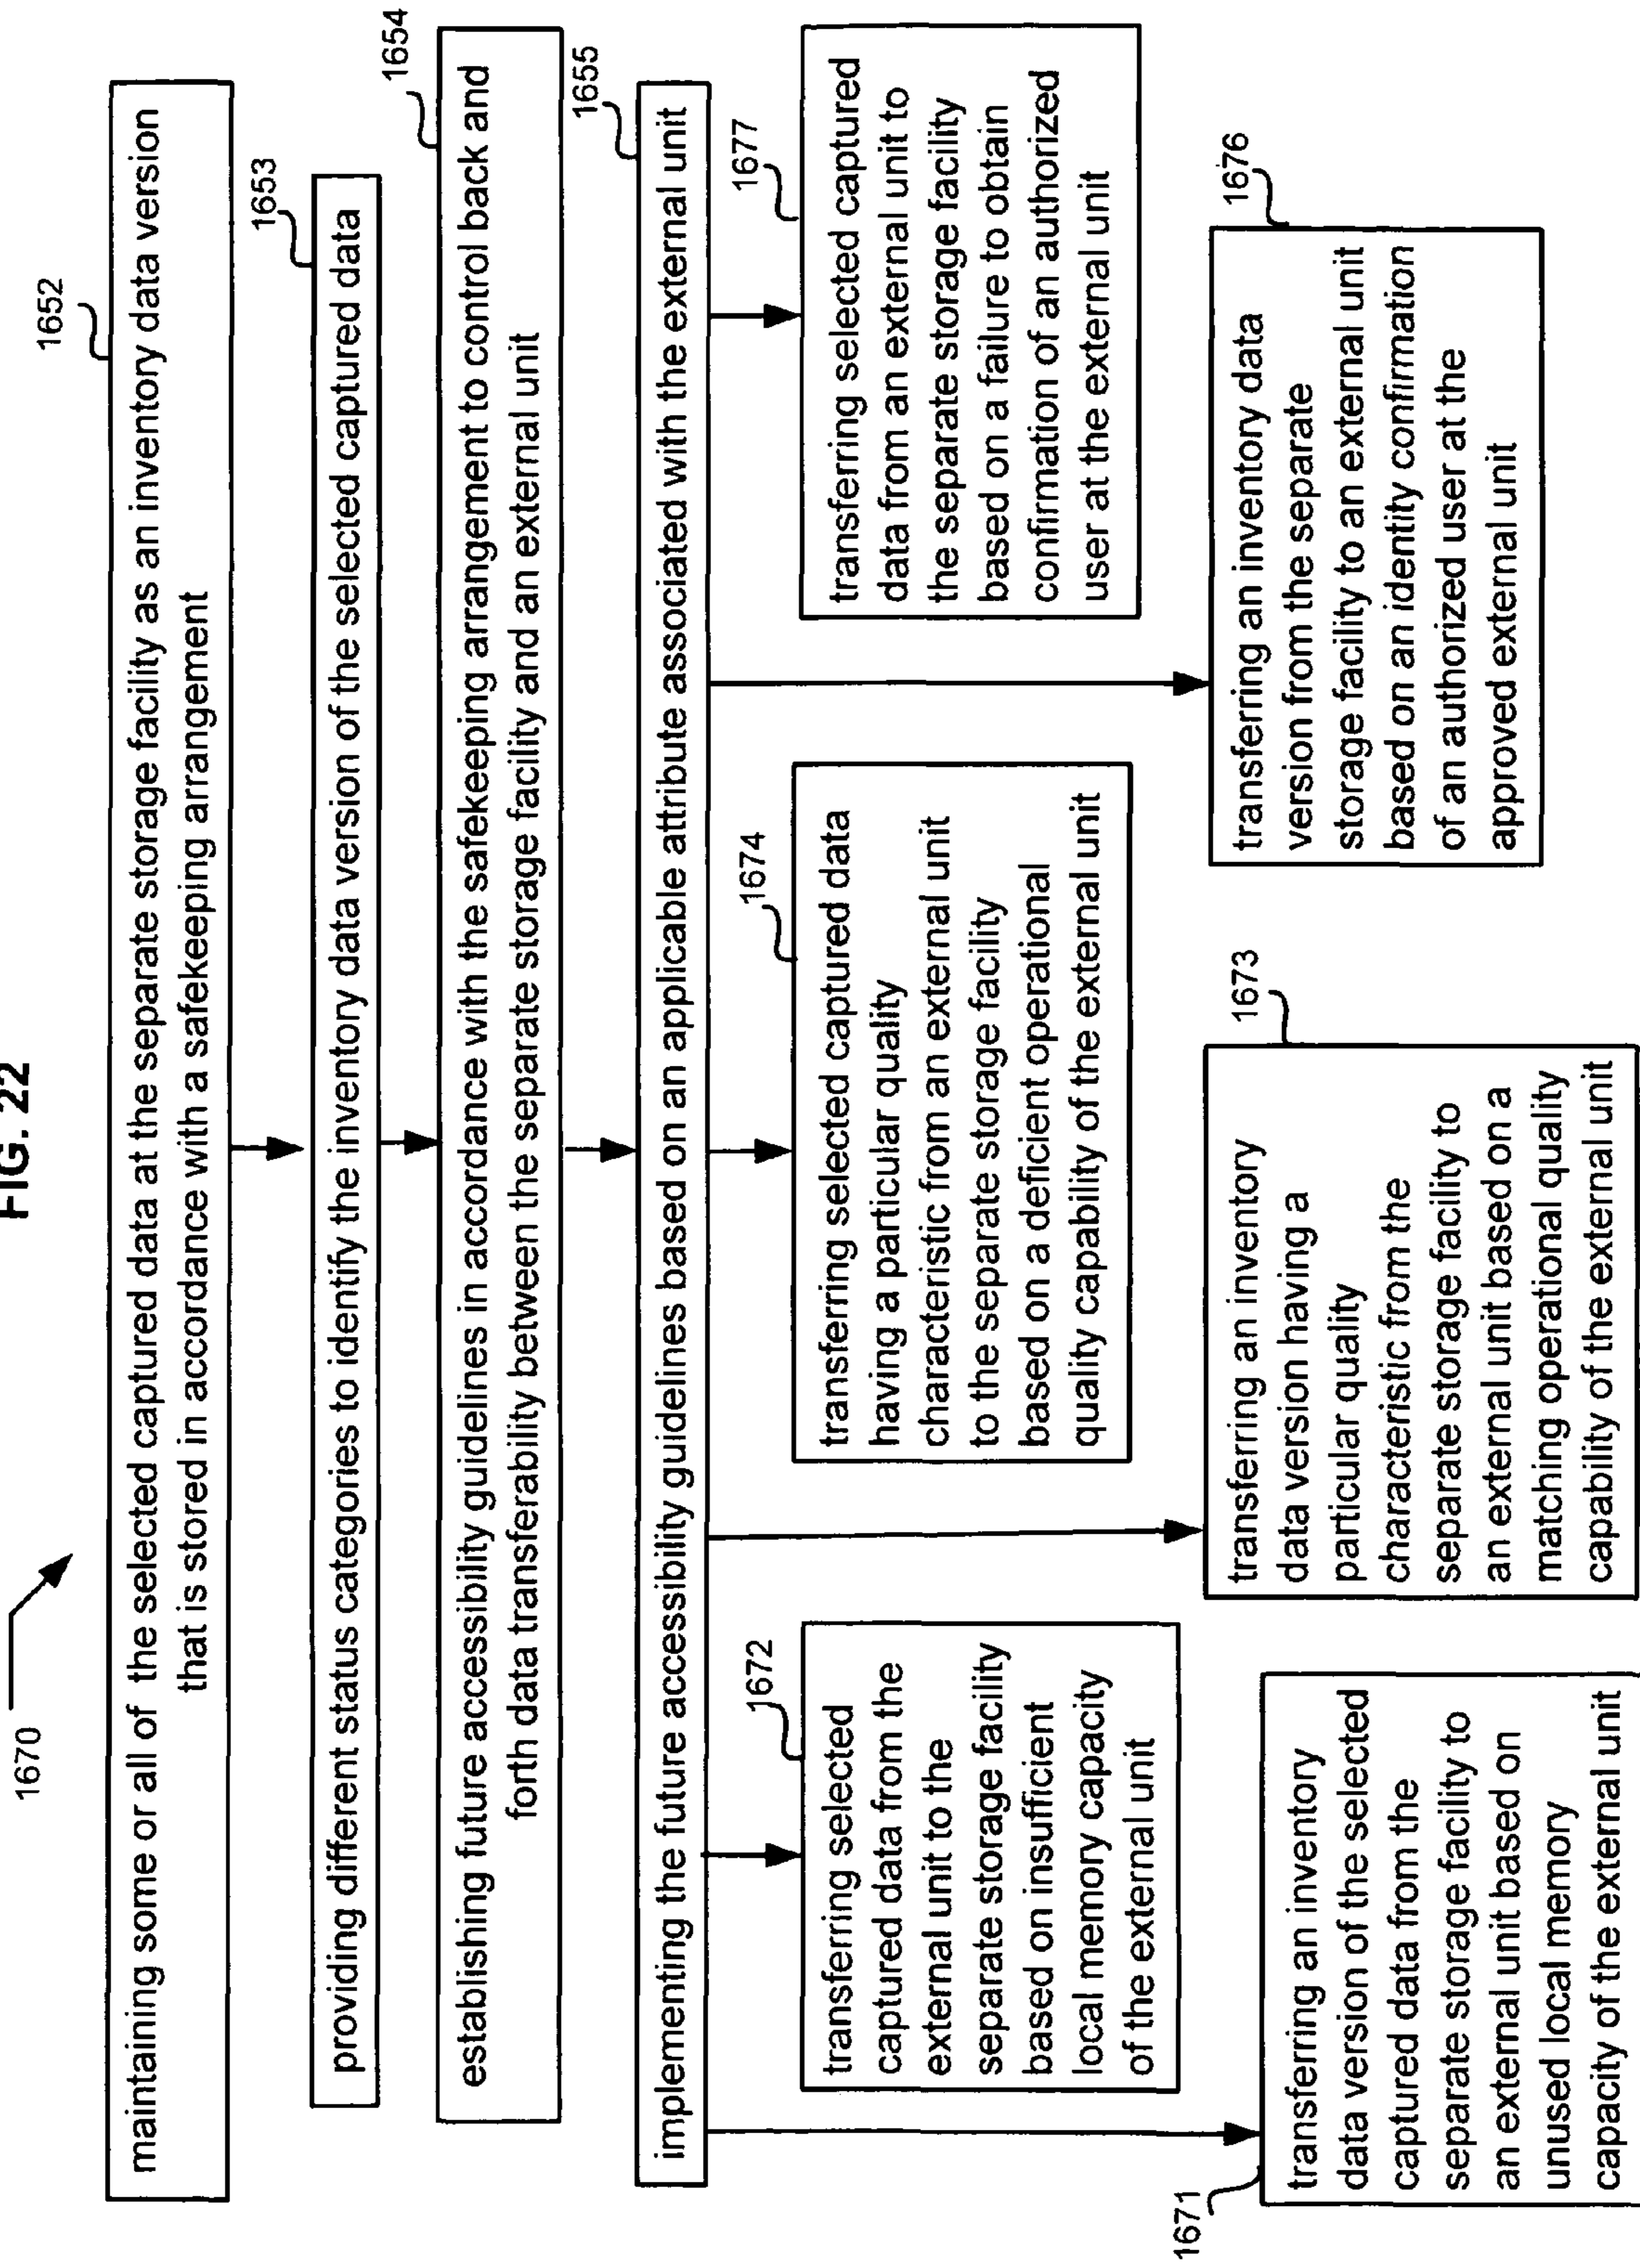 FIG. 22
1670
1652
maintaining some or all of the selected captured data at the separate storage facility as an inventory data version
that is stored in accordance with a safekeeping arrangement
1653
providing different status categories to identify the inventory data version of the selected captured data
1654
establishing future accessibility guidelines in accordance with the safekeeping arrangement to control back and
forth data transferability between the separate storage facility and an external unit
1655
implementing the future accessibility guidelines based on an applicable attribute associated with the external unit
1672
transferring selected
captured data from the
external unit to the
separate storage facility
based on insufficient
local memory capacity
of the external unit
1674
transferring selected captured data
having a particular quality
characteristic from an external unit
to the separate storage facility
based on a deficient operational
quality capability of the external unit
1677
transferring selected captured
data from an external unit to
the separate storage facility
based on a failure to obtain
confirmation of an authorized
user at the external unit
1671
transferring an inventory
data version of the selected
captured data from the
separate storage facility to
an external unit based on
unused local memory
capacity of the external unit
1673
transferring an inventory
data version having a
particular quality
characteristic from the
separate storage facility to
an external unit based on a
matching operational quality
capability of the external unit
1676
transferring an inventory data
version from the separate
storage facility to an external unit
based on an identity confirmation
of an authorized user at the
approved external unit